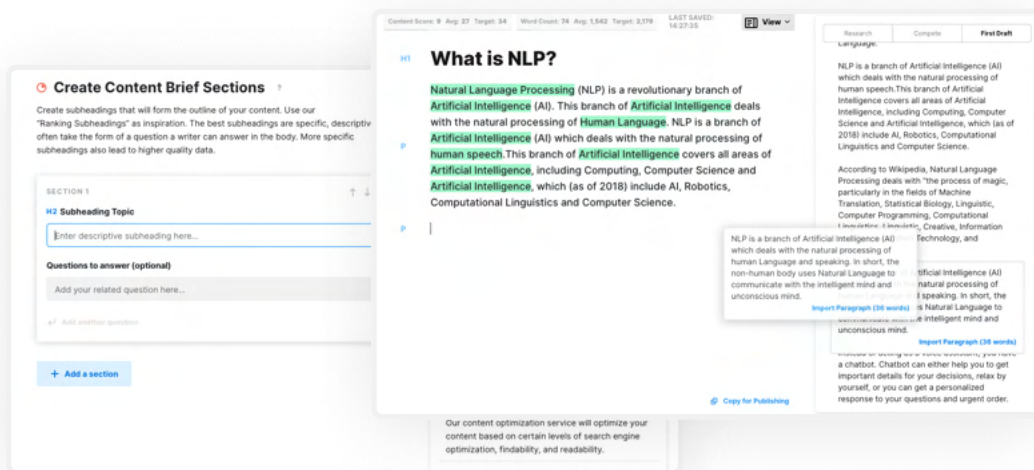 Create Content Brief Sections ?
Create subheadings that will form the outline of your content. Use our
"Ranking Subheadings" as inspiration. The best subheadings are specific, descriptive
often take the form of a question a writer can answer in the body. More specific
subheadings also lead to higher quality data.
SECTION 1
H2 Subheading Topic
Enter descriptive subheading here...
Questions to answer (optional)
Add your related question here...
Add another question
+ Add a section
Content Score: 9 Avg: 27 Target: 34 Word Count: 74 Avg: 1,542 Target: 2,179
LAST SAVED:
14:27:35
View
H1 What is NLP?
Natural Language Processing (NLP) is a revolutionary branch of
Artificial Intelligence (AI). This branch of Artificial Intelligence deals
with the natural processing of Human Language. NLP is a branch of
P Artificial Intelligence (AI) which deals with the natural processing of
human speech.This branch of Artificial Intelligence covers all areas of
Artificial Intelligence, including Computing, Computer Science and
Artificial Intelligence, which (as of 2018) include AI, Robotics,
Computational Linguistics and Computer Science.
P
NLP is a branch of Artificial Intelligence (AI)
which deals with the natural processing of
human Language and speaking. In short, the
non-human body uses Natural Language to
communicate with the intelligent mind and
unconscious mind.
Import Paragraph (36 words)
Copy for Publishing
Research Compete First Draft
Language.
NLP is a branch of Artificial Intelligence (AI)
which deals with the natural processing of
human speech.This branch of Artificial
Intelligence covers all areas of Artificial
Intelligence, including Computing, Computer
Science and Artificial Intelligence, which (as of
2018) include AI, Robotics, Computational
Linguistics and Computer Science.
According to Wikipedia, Natural Language
Processing deals with "the process of magic,
particularly in the fields of Machine
Translation, Statistical Biology, Linguistic,
Computer Programming, Computational
Linguistics, Linguistic, Creative, Information
Technology, and
Artificial Intelligence (AI)
natural processing of
speaking. In short, the
Natural Language to
the intelligent mind and
unconscious mind.
Import Paragraph (36 words)
instead of acting as a voice assistant, you have
a chatbot. Chatbot can either help you to get
important details for your decisions, relax by
yourself, or you can get a personalized
response to your questions and urgent order.
Our content optimization service will optimize your
content based on certain levels of search engine
optimization, findability, and readability.